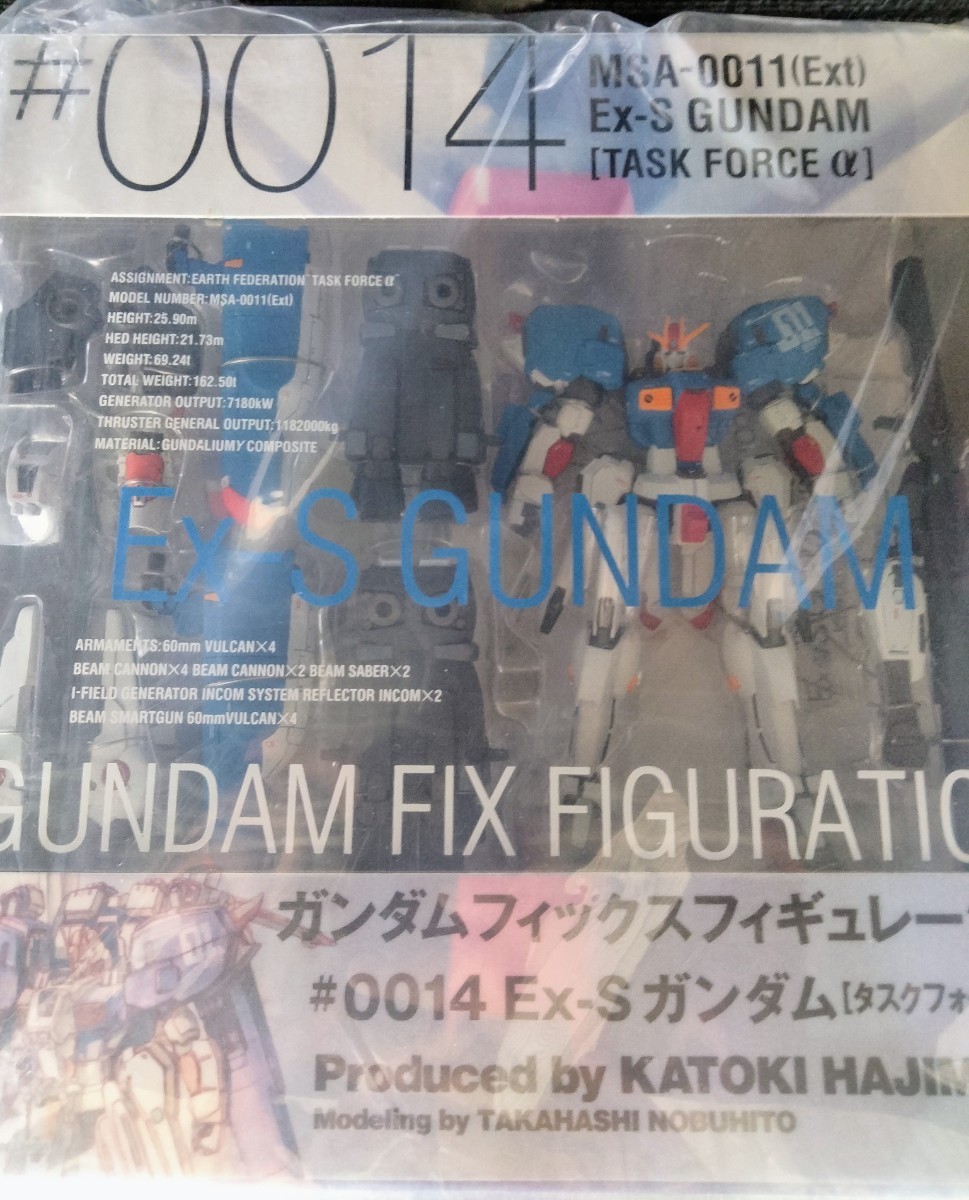 #0014
MSA-0011(Ext)
Ex-S GUNDAM
[TASK FORCE α]
ASSIGNMENT:EARTH FEDERATION "TASK FORCE α"
MODEL NUMBER:MSA-0011(Ext)
HEIGHT:25.90m
HED HEIGHT:21.73m
WEIGHT:69.24t
TOTAL WEIGHT:162.50t
GENERATOR OUTPUT:7180kW
THRUSTER GENERAL OUTPUT:1182000kg
MATERIAL:GUNDALIUMγ COMPOSITE
Ex-S GUNDAM
ARMAMENTS:60mm VULCAN×4
BEAM CANNON×4 BEAM CANNON×2 BEAM SABER×2
I-FIELD GENERATOR INCOM SYSTEM REFLECTOR INCOM×2
BEAM SMARTGUN 60mmVULCAN×4
GUNDAM FIX FIGURATIO
ガンダムフィックスフィギュレー
#0014 Ex-Sガンダム[タスクフォ
Produced by KATOKI HAJIM
Modeling by TAKAHASHI NOBUHITO